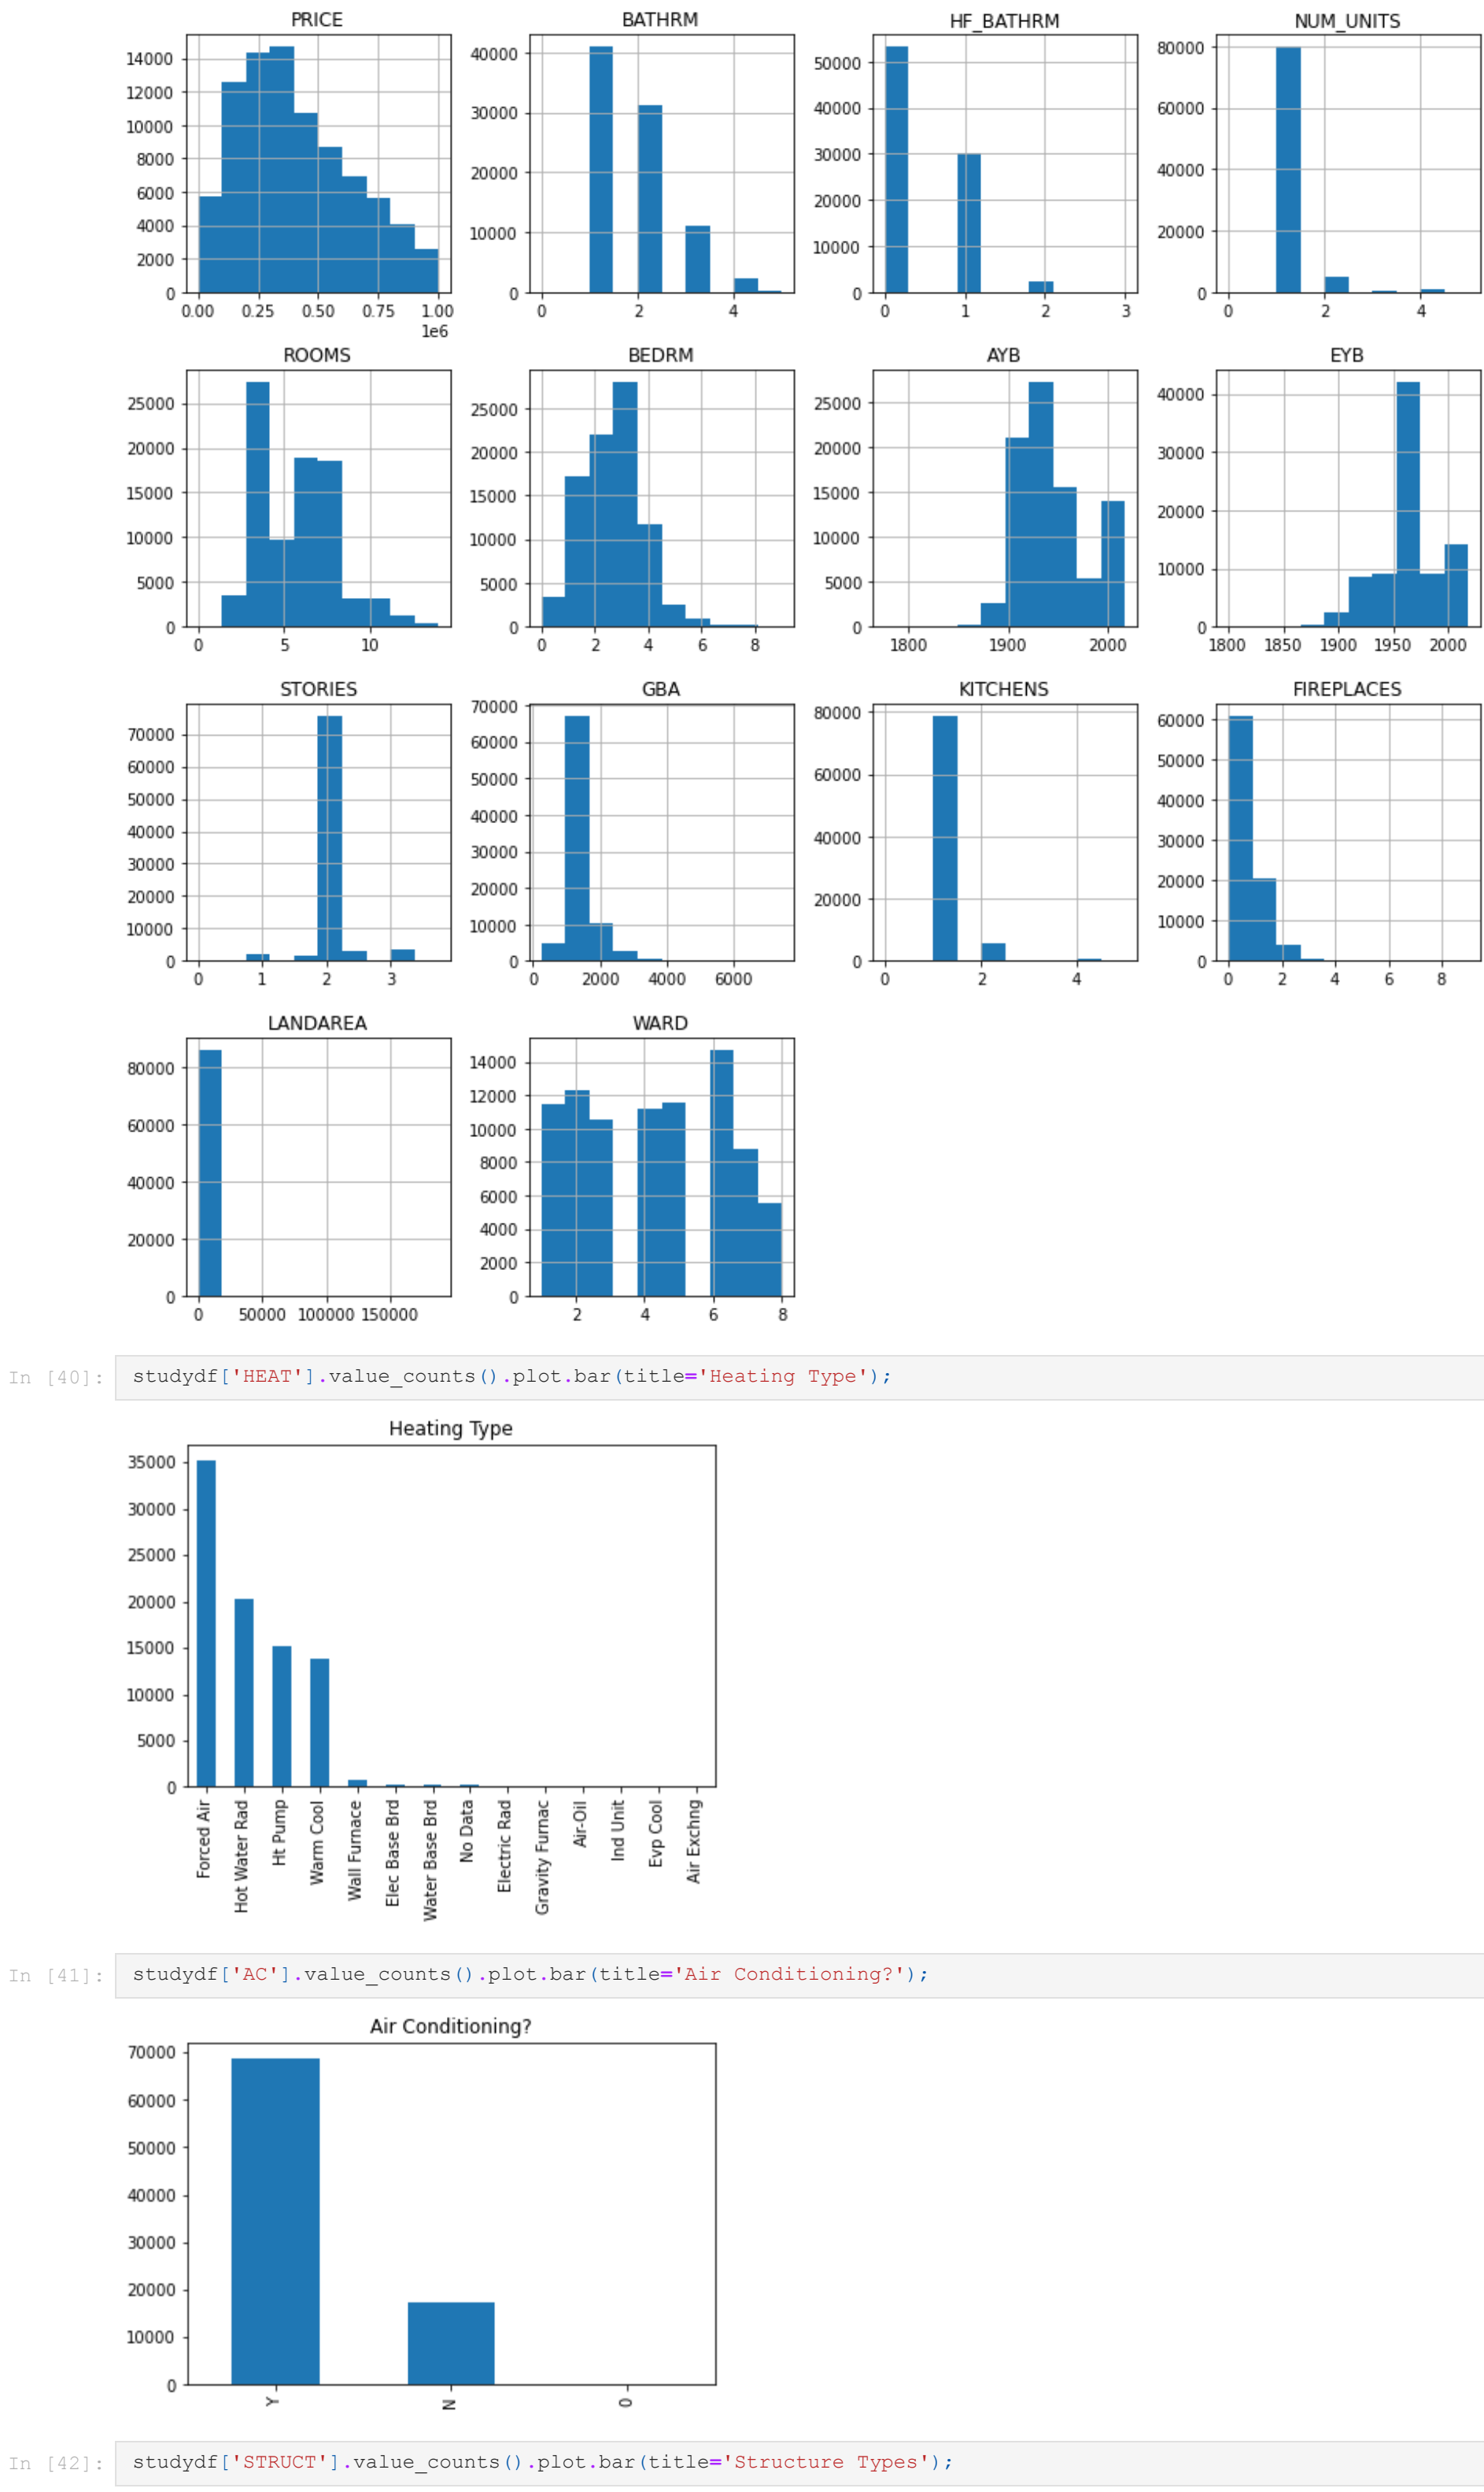 PRICE BATHRM HF_BATHRM NUM_UNITS
14000 12000 10000 8000 6000 4000 2000 0
0.00 0.25 0.50 0.75 1.00
1e6
40000 30000 20000 10000 0
0 2 4
50000 40000 30000 20000 10000 0
0 1 2 3
80000 60000 40000 20000 0
0 2 4
ROOMS BEDRM AYB EYB
25000 20000 15000 10000 5000 0
0 5 10
25000 20000 15000 10000 5000 0
0 2 4 6 8
25000 20000 15000 10000 5000 0
1800 1900 2000
40000 30000 20000 10000 0
1800 1850 1900 1950 2000
STORIES GBA KITCHENS FIREPLACES
70000 60000 50000 40000 30000 20000 10000 0
0 1 2 3
70000 60000 50000 40000 30000 20000 10000 0
0 2000 4000 6000
80000 60000 40000 20000 0
0 2 4
60000 50000 40000 30000 20000 10000 0
0 2 4 6 8
LANDAREA WARD
80000 60000 40000 20000 0
0 50000 100000 150000
14000 12000 10000 8000 6000 4000 2000 0
2 4 6 8
In [40]: studydf['HEAT'].value_counts().plot.bar(title='Heating Type');
Heating Type
35000
30000
25000
20000
15000
10000
5000
0
Forced Air
Hot Water Rad
Ht Pump
Warm Cool
Wall Furnace
Elec Base Brd
Water Base Brd
No Data
Electric Rad
Gravity Furnac
Air-Oil
Ind Unit
Evp Cool
Air Exchng
In [41]: studydf['AC'].value_counts().plot.bar(title='Air Conditioning?');
Air Conditioning?
70000
60000
50000
40000
30000
20000
10000
0
Y
N
0
In [42]: studydf['STRUCT'].value_counts().plot.bar(title='Structure Types');